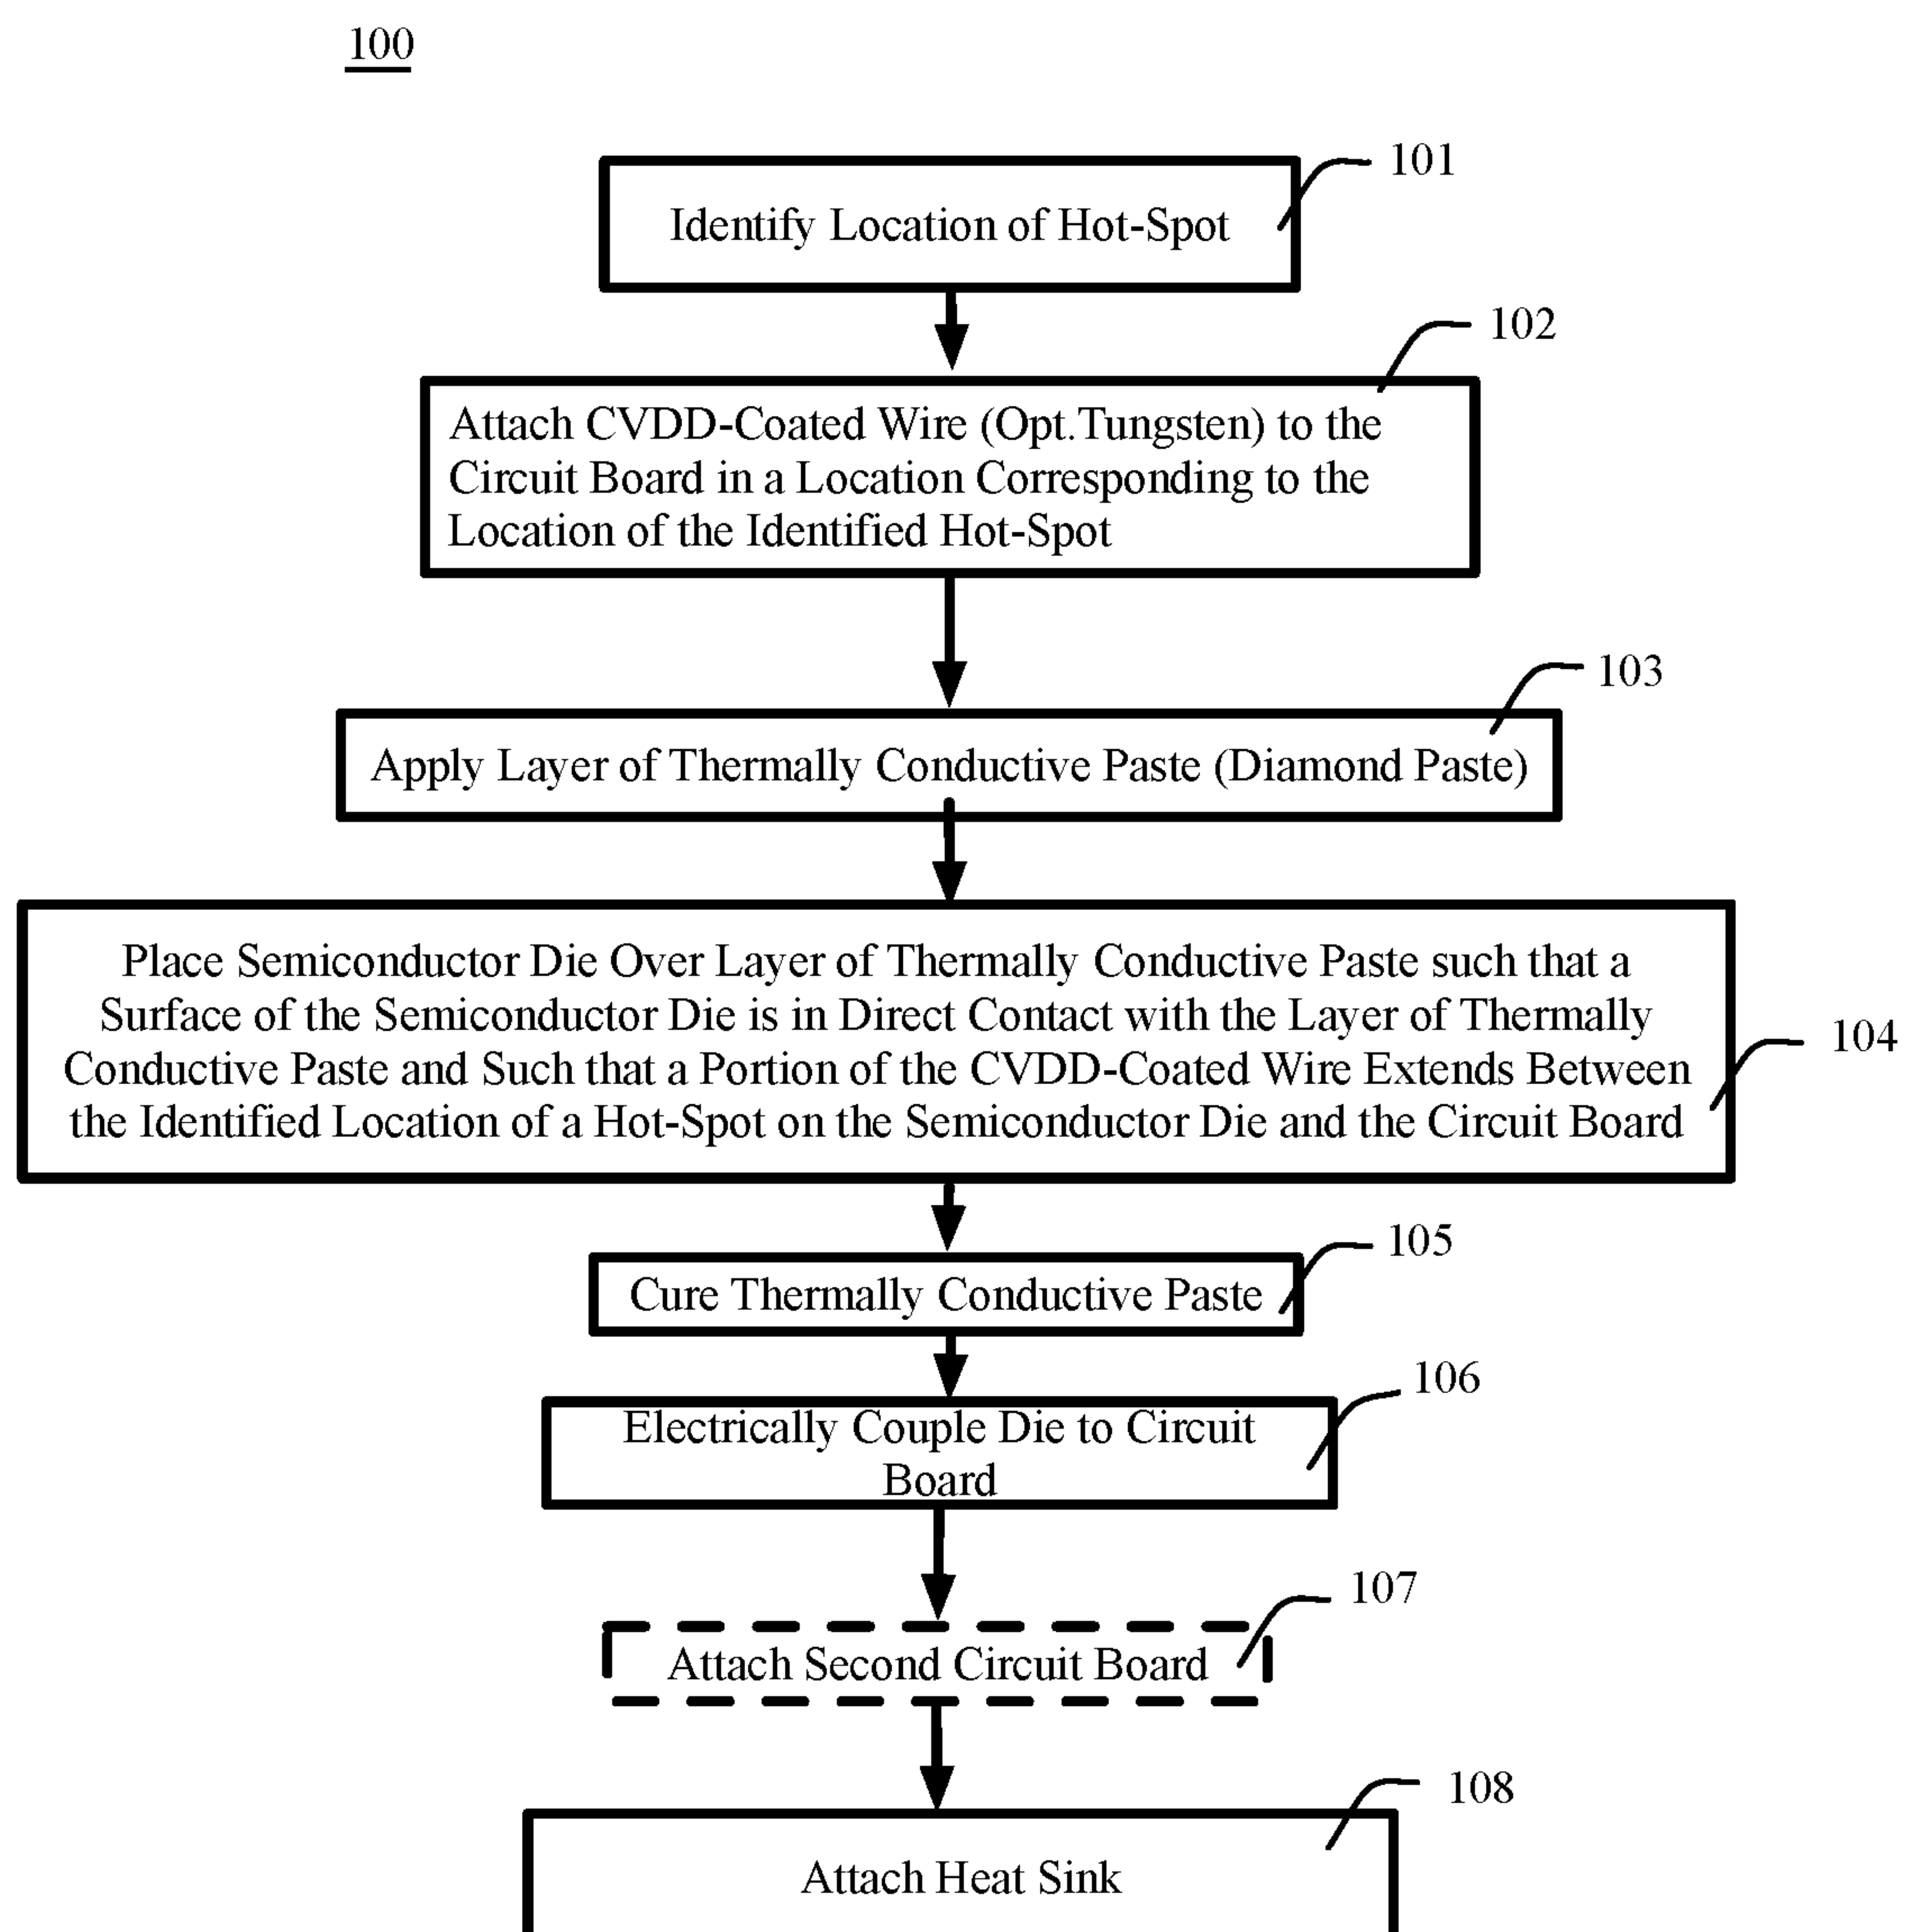 100
101
Identify Location of Hot-Spot
102
Attach CVDD-Coated Wire (Opt.Tungsten) to the
Circuit Board in a Location Corresponding to the
Location of the Identified Hot-Spot
103
Apply Layer of Thermally Conductive Paste (Diamond Paste)
Place Semiconductor Die Over Layer of Thermally Conductive Paste such that a
Surface of the Semiconductor Die is in Direct Contact with the Layer of Thermally
Conductive Paste and Such that a Portion of the CVDD-Coated Wire Extends Between
the Identified Location of a Hot-Spot on the Semiconductor Die and the Circuit Board
104
105
Cure Thermally Conductive Paste
106
Electrically Couple Die to Circuit
Board
107
Attach Second Circuit Board
108
Attach Heat Sink